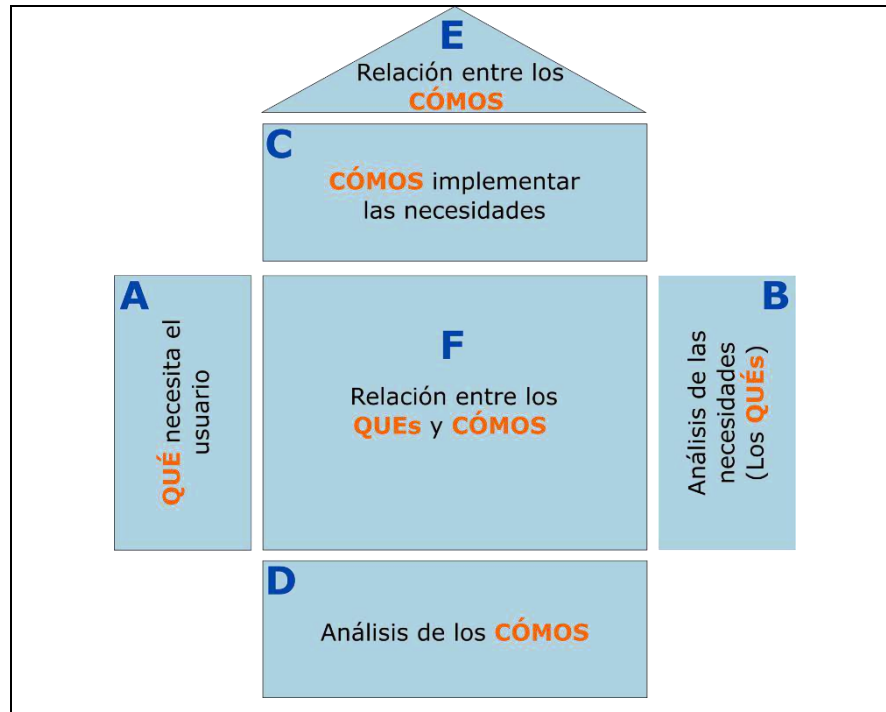 E
Relación entre los
CÓMOS
C
CÓMOS implementar
las necesidades
A
QUÉ necesita el
usuario
F
Relación entre los
QUEs y CÓMOS
B
Análisis de las
necesidades
(Los QUÉs)
D
Análisis de los CÓMOS